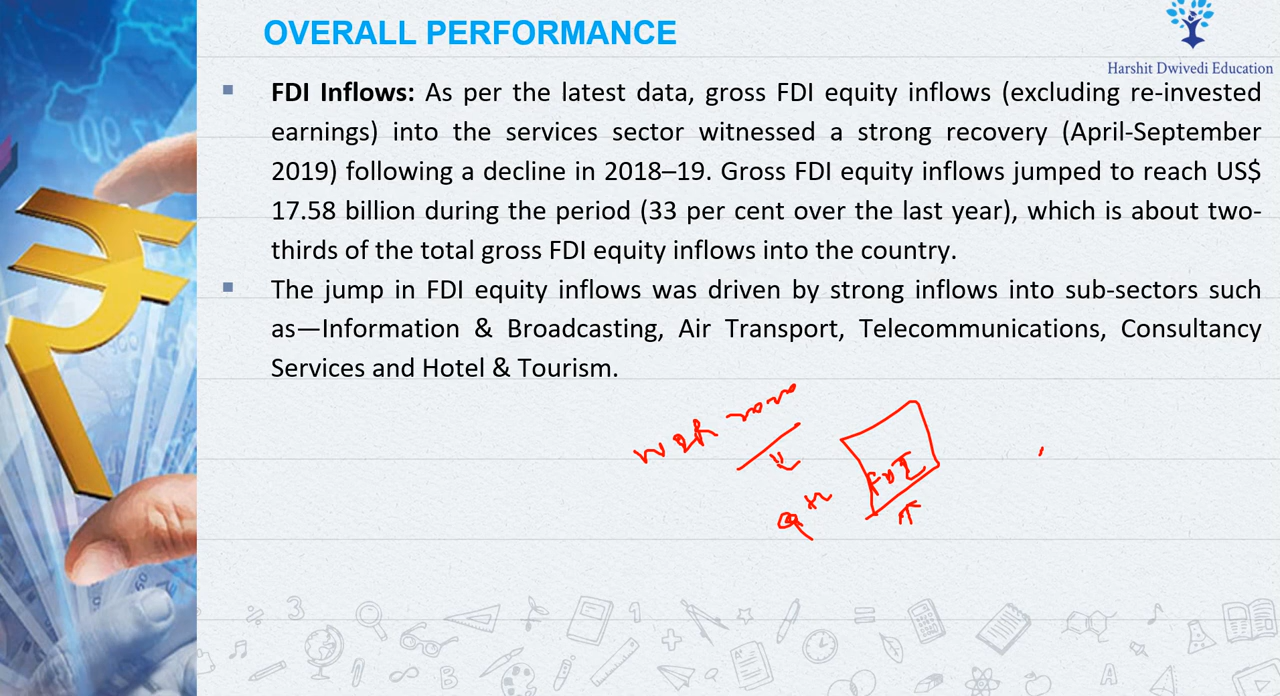 OVERALL PERFORMANCE
Harshit Dwivedi Education
▪ FDI Inflows: As per the latest data, gross FDI equity inflows (excluding re-invested
earnings) into the services sector witnessed a strong recovery (April-September
2019) following a decline in 2018–19. Gross FDI equity inflows jumped to reach US$
17.58 billion during the period (33 per cent over the last year), which is about two-
thirds of the total gross FDI equity inflows into the country.
▪ The jump in FDI equity inflows was driven by strong inflows into sub-sectors such
as—Information & Broadcasting, Air Transport, Telecommunications, Consultancy
Services and Hotel & Tourism.
FDI